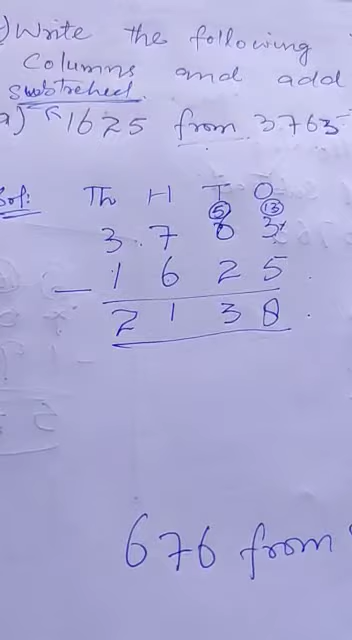 Write the following
columns and add
subtrehed.
a) 1625 from 3763
Sol:
Th H T O
5 13
3 7 6 3
- 1 6 2 5
2 1 3 8
676 from